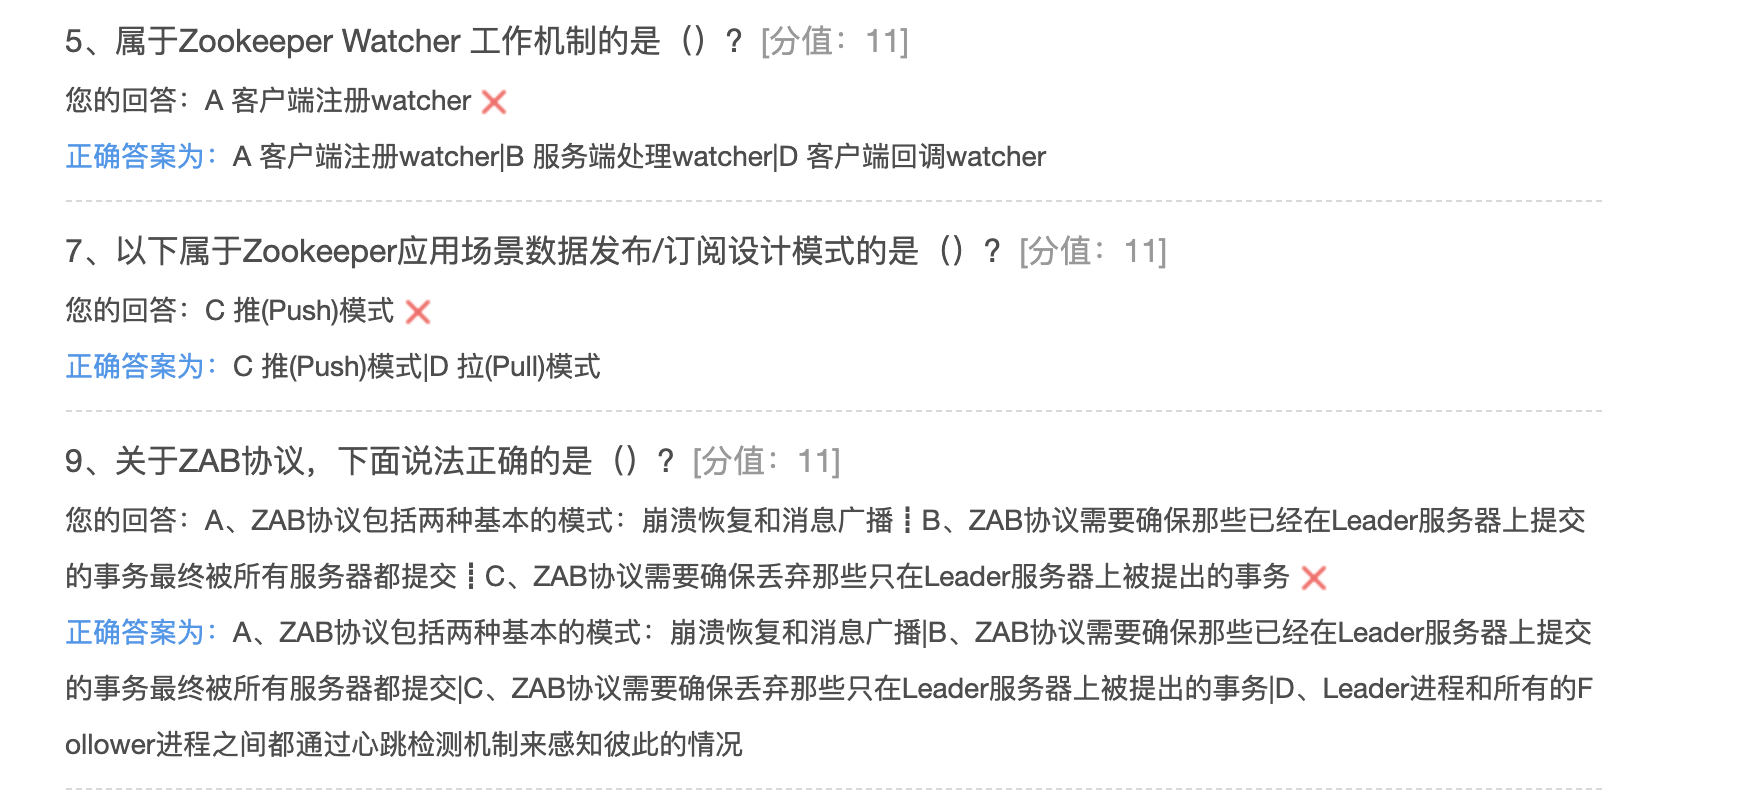 5、属于Zookeeper Watcher 工作机制的是（）? [分值：11]
您的回答：A 客户端注册watcher
正确答案为：A 客户端注册watcher|B 服务端处理watcher|D 客户端回调watcher
7、以下属于Zookeeper应用场景数据发布/订阅设计模式的是（）? [分值：11]
您的回答：C 推(Push)模式
正确答案为：C 推(Push)模式|D 拉(Pull)模式
9、关于ZAB协议，下面说法正确的是（）? [分值：11]
您的回答：A、ZAB协议包括两种基本的模式：崩溃恢复和消息广播┋B、ZAB协议需要确保那些已经在Leader服务器上提交
的事务最终被所有服务器都提交┋C、ZAB协议需要确保丢弃那些只在Leader服务器上被提出的事务
正确答案为：A、ZAB协议包括两种基本的模式：崩溃恢复和消息广播|B、ZAB协议需要确保那些已经在Leader服务器上提交
的事务最终被所有服务器都提交|C、ZAB协议需要确保丢弃那些只在Leader服务器上被提出的事务|D、Leader进程和所有的F
ollower进程之间都通过心跳检测机制来感知彼此的情况